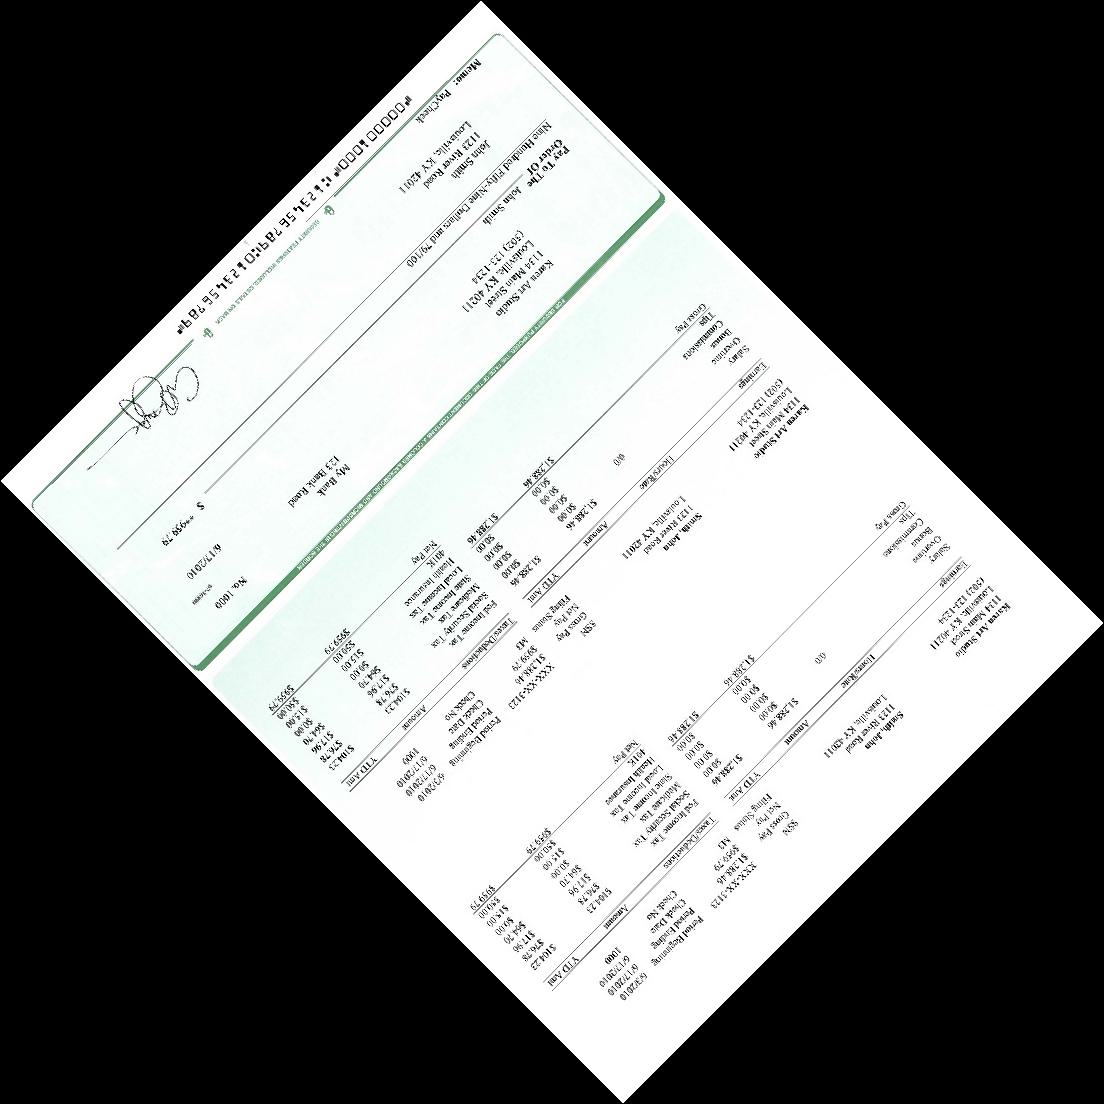 Karen Art Studio
1134 Main Street
Louisville, KY 40211
(302) 123-1234
My Bank
123 Bank Road
No. 1000
6/17/2010
Pay To The
Order Of John Smith
$ **959.79
Nine Hundred Fifty-Nine Dollars and 79/100
John Smith
1123 River Road
Louisville, KY 42011
Memo: PayCheck
Karen Art Studio
1134 Main Street
Louisville, KY 40211
(302) 123-1234
Smith, John
1123 River Road
Louisville, KY 42011
SSN XXX-XX-3123 Period Beginning 6/3/2010
Gross Pay $1,288.46 Period Ending 6/17/2010
Net Pay $959.79 Check Date 6/17/2010
Filing Status MJ Check No 1000
Earnings Hours/Rate Amount YTD Amt Taxes/Deductions Amount YTD Amt
Salary 0/0 $1,288.46 $1,288.46 Fed Income Tax $104.23 $104.23
Overtime $0.00 $0.00 Social Security Tax $76.78 $76.78
Bonus $0.00 $0.00 Medicare Tax $17.96 $17.96
Commissions $0.00 $0.00 State Income Tax $64.70 $64.70
Tips $0.00 $0.00 Local Income Tax $0.00 $0.00
Gross Pay $1,288.46 $1,288.46 Health Insurance $15.00 $15.00
401K $50.00 $50.00
Net Pay $959.79 $959.79
Karen Art Studio
1134 Main Street
Louisville, KY 40211
(302) 123-1234
Smith, John
1123 River Road
Louisville, KY 42011
SSN XXX-XX-3123 Period Beginning 6/3/2010
Gross Pay $1,288.46 Period Ending 6/17/2010
Net Pay $959.79 Check Date 6/17/2010
Filing Status MJ Check No 1000
Earnings Hours/Rate Amount YTD Amt Taxes/Deductions Amount YTD Amt
Salary 0/0 $1,288.46 $1,288.46 Fed Income Tax $104.23 $104.23
Overtime $0.00 $0.00 Social Security Tax $76.78 $76.78
Bonus $0.00 $0.00 Medicare Tax $17.96 $17.96
Commissions $0.00 $0.00 State Income Tax $64.70 $64.70
Tips $0.00 $0.00 Local Income Tax $0.00 $0.00
Gross Pay $1,288.46 $1,288.46 Health Insurance $15.00 $15.00
401K $50.00 $50.00
Net Pay $959.79 $959.79